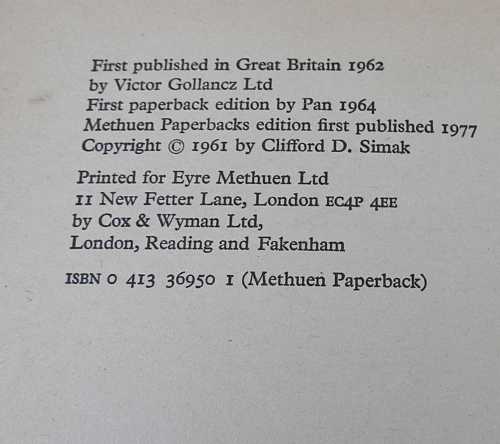 First published in Great Britain 1962
by Victor Gollancz Ltd
First paperback edition by Pan 1964
Methuen Paperbacks edition first published 1977
Copyright © 1961 by Clifford D. Simak
Printed for Eyre Methuen Ltd
11 New Fetter Lane, London EC4P 4EE
by Cox & Wyman Ltd,
London, Reading and Fakenham
ISBN 0 413 36950 1 (Methuen Paperback)